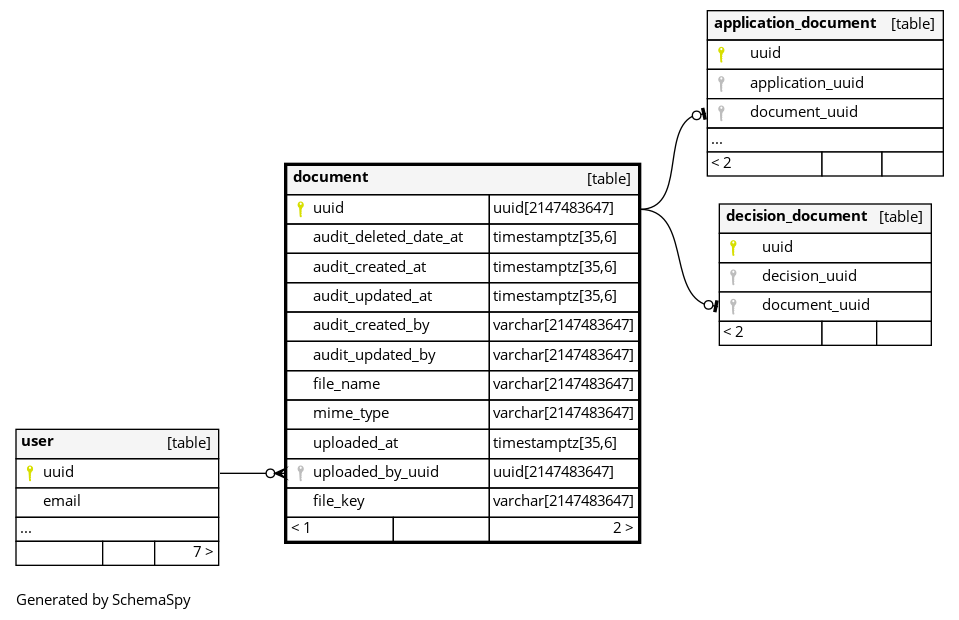 application_document [table]
uuid
application_uuid
document_uuid
...
< 2
document [table]
uuid uuid[2147483647]
audit_deleted_date_at timestamptz[35,6]
audit_created_at timestamptz[35,6]
audit_updated_at timestamptz[35,6]
audit_created_by varchar[2147483647]
audit_updated_by varchar[2147483647]
file_name varchar[2147483647]
mime_type varchar[2147483647]
uploaded_at timestamptz[35,6]
uploaded_by_uuid uuid[2147483647]
file_key varchar[2147483647]
< 1 2 >
decision_document [table]
uuid
decision_uuid
document_uuid
< 2
user [table]
uuid
email
...
7 >
Generated by SchemaSpy